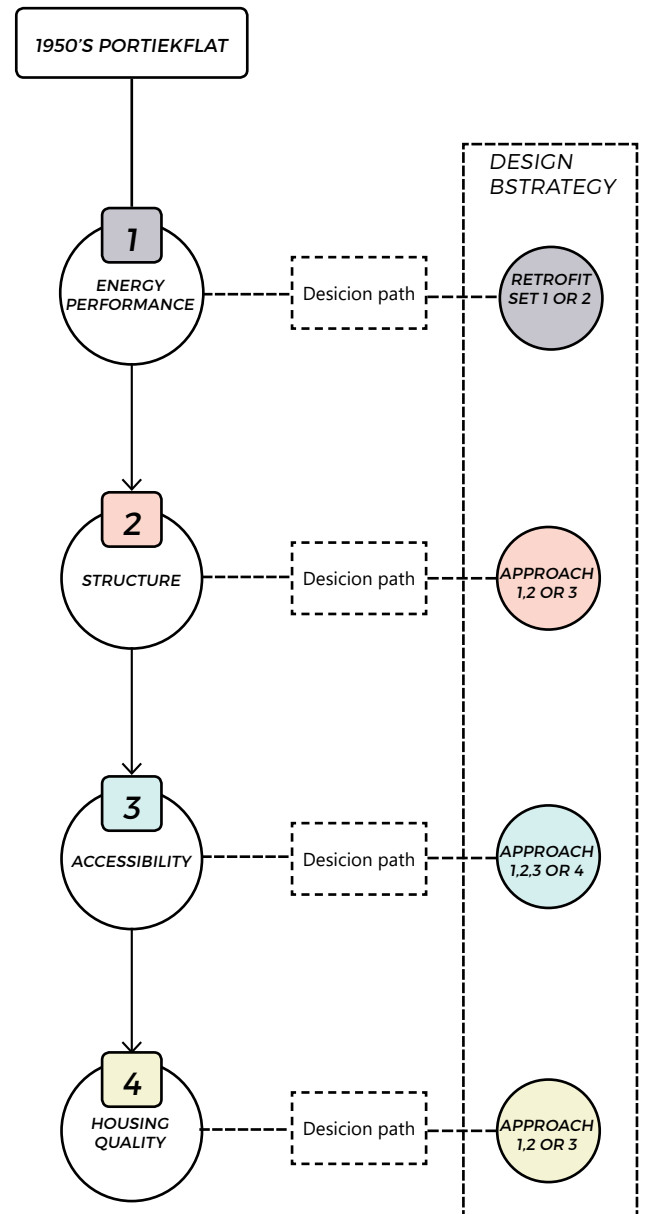 1950'S PORTIEKFLAT
DESIGN
BSTRATEGY
1
ENERGY
PERFORMANCE
Desicion path
RETROFIT
SET 1 OR 2
2
STRUCTURE
Desicion path
APPROACH
1,2 OR 3
3
ACCESSIBILITY
Desicion path
APPROACH
1,2,3 OR 4
4
HOUSING
QUALITY
Desicion path
APPROACH
1,2 OR 3